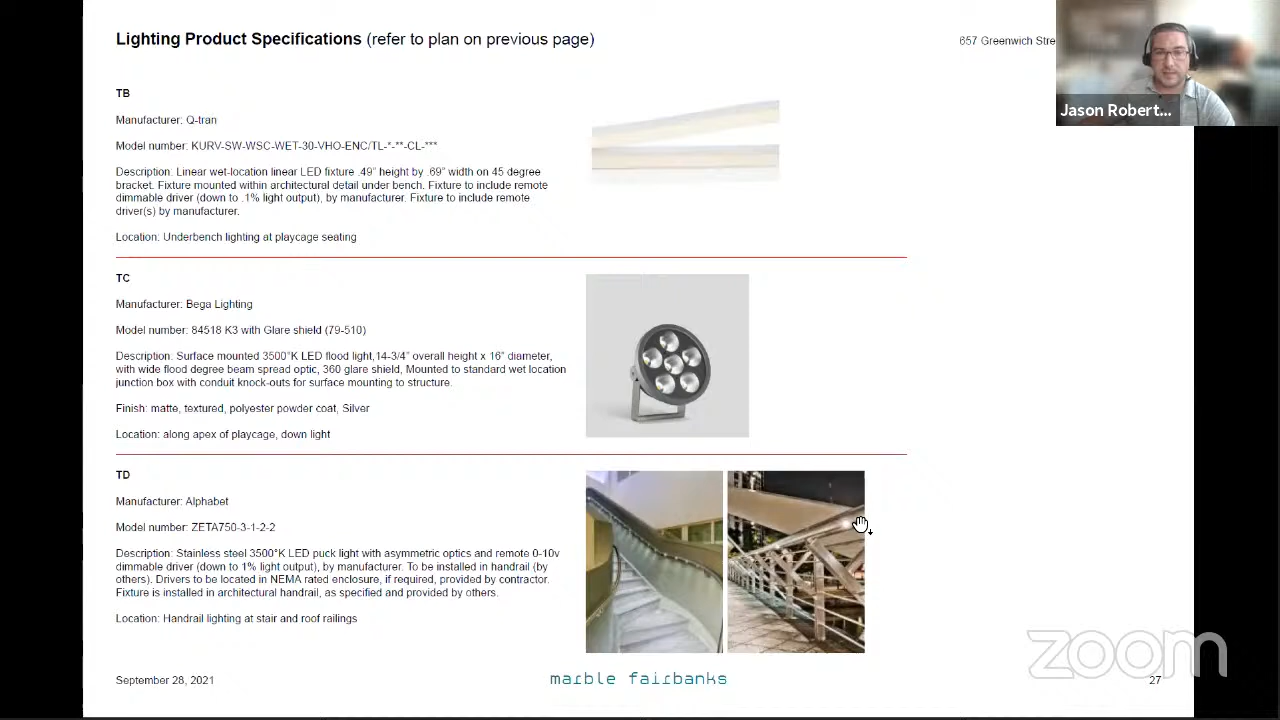 Lighting Product Specifications (refer to plan on previous page)
657 Greenwich Stre
Jason Robert...
TB
Manufacturer: Q-tran
Model number: KURV-SW-WSC-WET-30-VHO-ENC/TL-*-**-CL-***
Description: Linear wet-location linear LED fixture .49” height by .69” width on 45 degree
bracket. Fixture mounted within architectural detail under bench. Fixture to include remote
dimmable driver (down to .1% light output), by manufacturer. Fixture to include remote
driver(s) by manufacturer.
Location: Underbench lighting at playcage seating
TC
Manufacturer: Bega Lighting
Model number: 84518 K3 with Glare shield (79-510)
Description: Surface mounted 3500°K LED flood light,14-3/4” overall height x 16” diameter,
with wide flood degree beam spread optic, 360 glare shield, Mounted to standard wet location
junction box with conduit knock-outs for surface mounting to structure.
Finish: matte, textured, polyester powder coat, Silver
Location: along apex of playcage, down light
TD
Manufacturer: Alphabet
Model number: ZETA750-3-1-2-2
Description: Stainless steel 3500°K LED puck light with asymmetric optics and remote 0-10v
dimmable driver (down to 1% light output), by manufacturer. To be installed in handrail (by
others). Drivers to be located in NEMA rated enclosure, if required, provided by contractor.
Fixture is installed in architectural handrail, as specified and provided by others.
Location: Handrail lighting at stair and roof railings
zoom
September 28, 2021
marble fairbanks
27